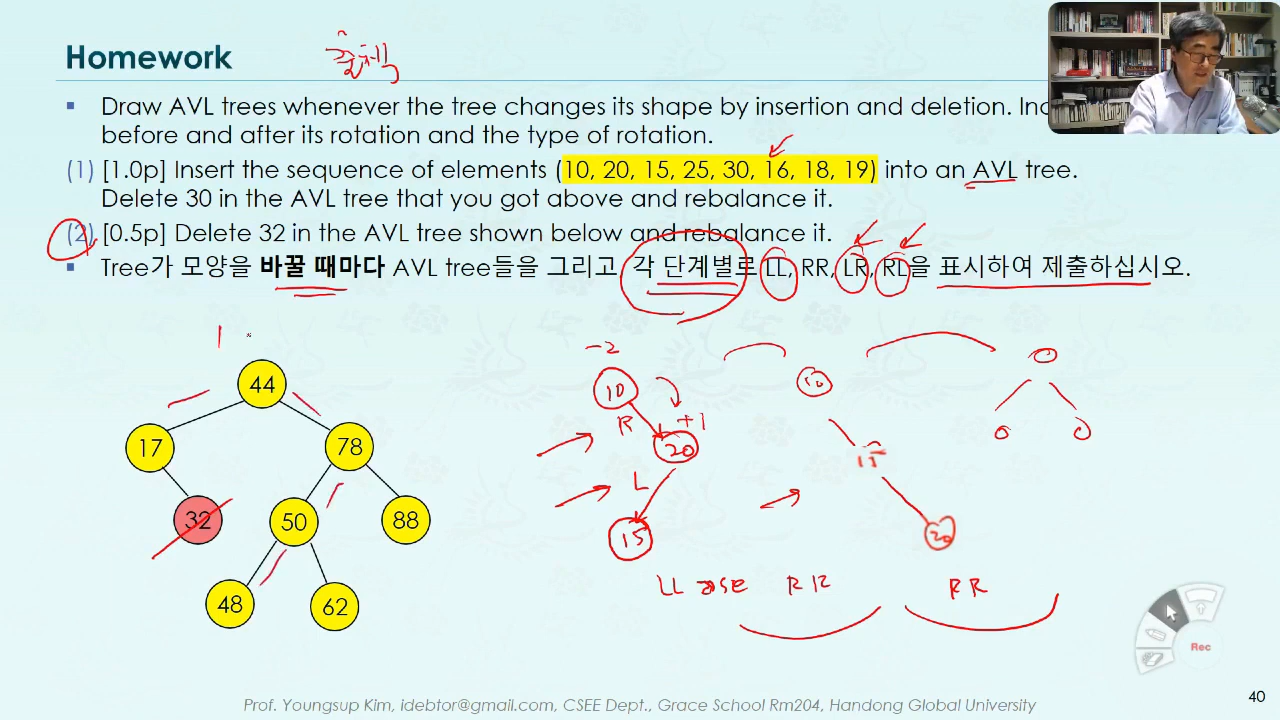 Homework
Draw AVL trees whenever the tree changes its shape by insertion and deletion.
before and after its rotation and the type of rotation.
(1) [1.0p] Insert the sequence of elements (10, 20, 15, 25, 30, 16, 18, 19) into an AVL tree.
Delete 30 in the AVL tree that you got above and rebalance it.
(2) [0.5p] Delete 32 in the AVL tree shown below and rebalance it.
Tree가 모양을 바꿀 때마다 AVL tree들을 그리고, 각 단계별로 LL, RR, LR, RL을 표시하여 제출하십시오.
-2
44
10
10
R
+1
17
78
20
15
L
32
50
88
15
20
LL case
RR
RR
48
62
Rec
Prof. Youngsup Kim, idebtor@gmail.com, CSEE Dept., Grace School Rm204, Handong Global University
40